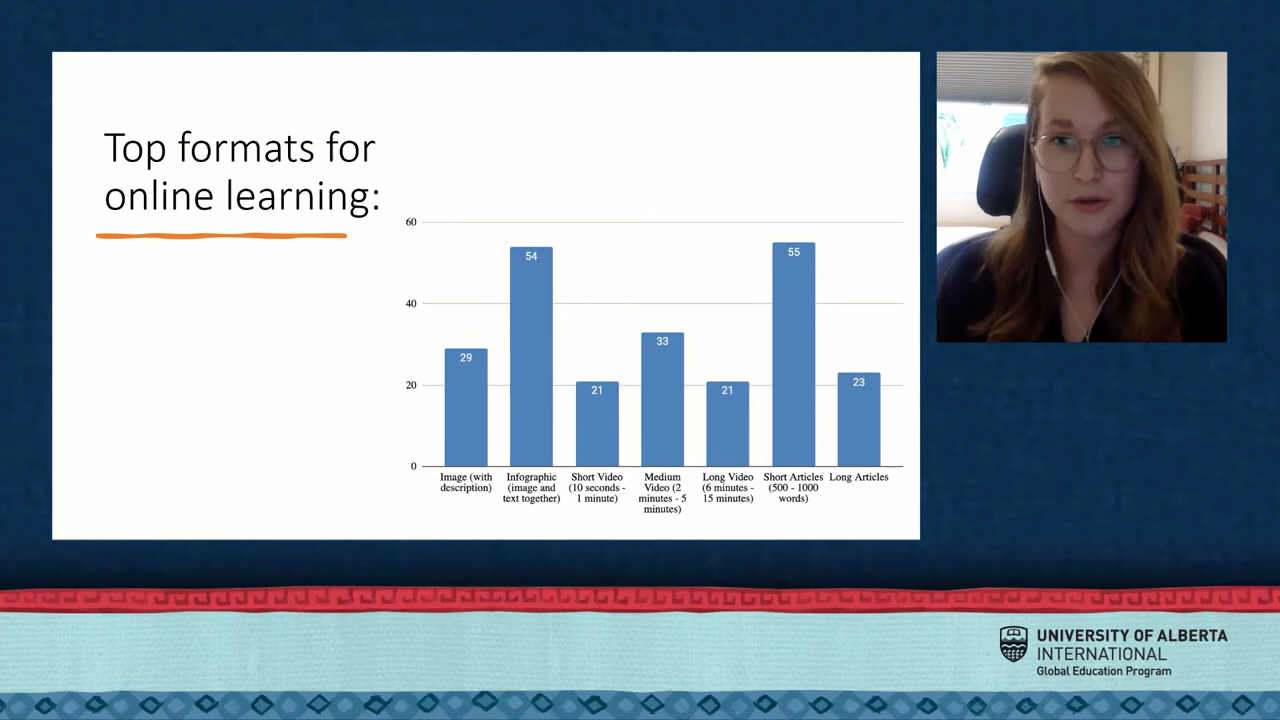 Top formats for
online learning:
60
40
20
0
29
54
21
33
21
55
23
Image (with
description)
Infographic
(image and
text together)
Short Video
(10 seconds -
1 minute)
Medium
Video (2
minutes - 5
minutes)
Long Video
(6 minutes -
15 minutes)
Short Articles
(500 - 1000
words)
Long Articles
UNIVERSITY OF ALBERTA
INTERNATIONAL
Global Education Program